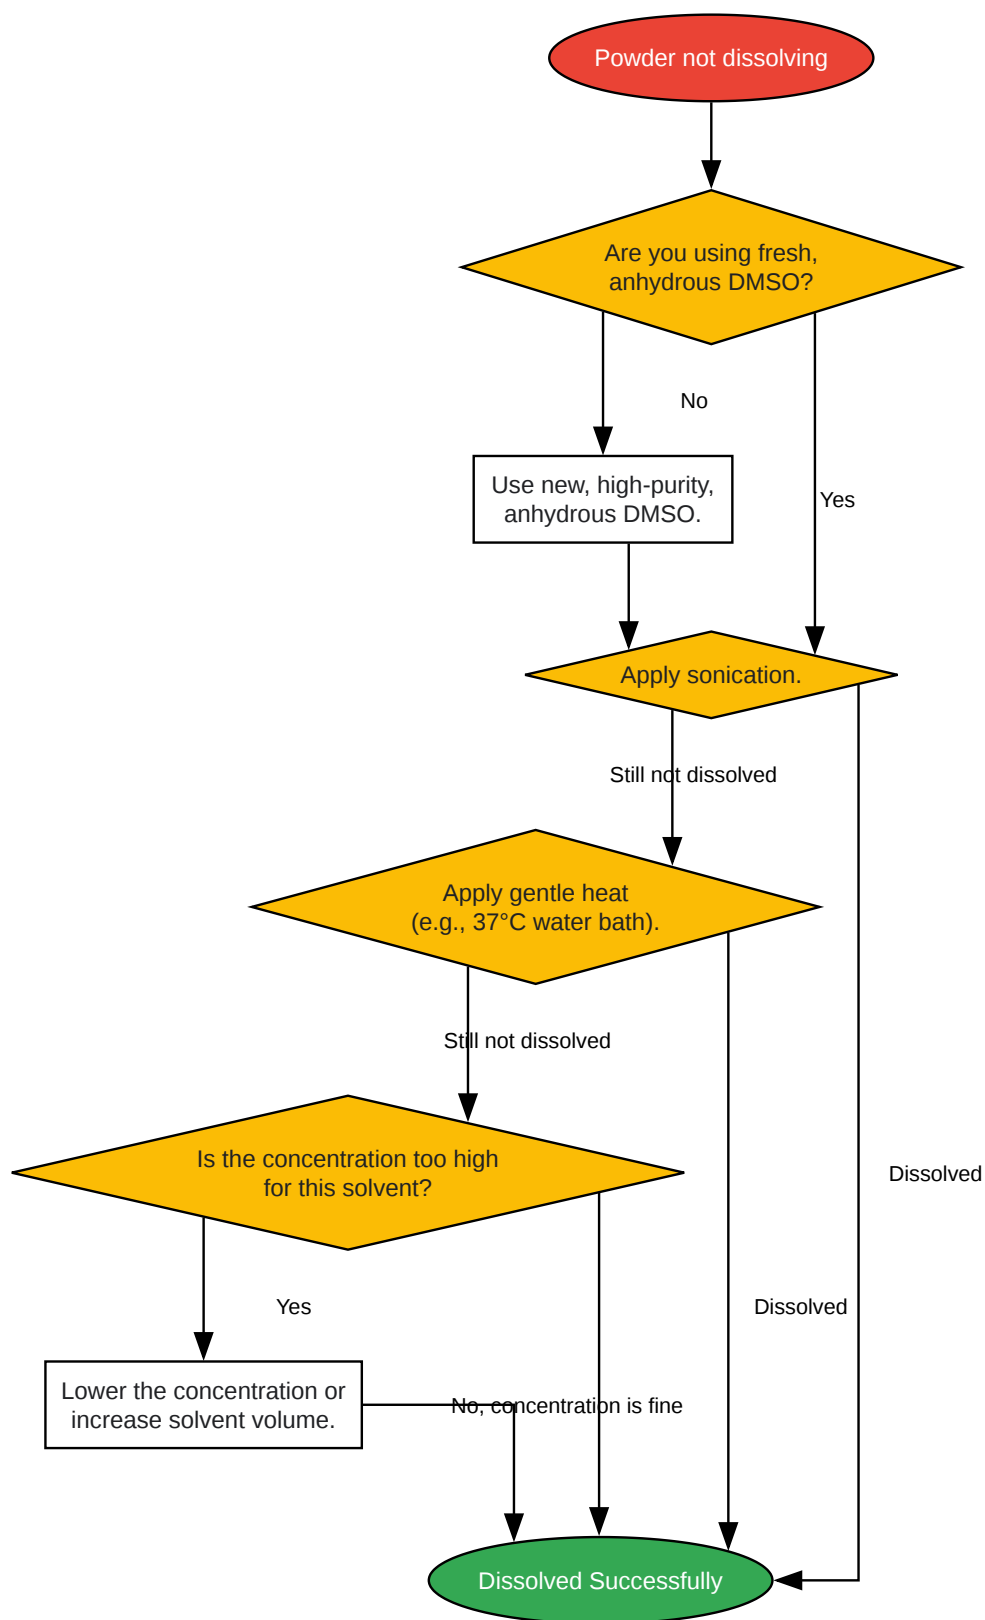 Powder not dissolving
Are you using fresh,
anhydrous DMSO?
No
Use new, high-purity,
anhydrous DMSO.
Yes
Apply sonication.
Still not dissolved
Apply gentle heat
(e.g., 37°C water bath).
Still not dissolved
Is the concentration too high
for this solvent?
Dissolved
Yes
Dissolved
Lower the concentration or
increase solvent volume.
No, concentration is fine
Dissolved Successfully